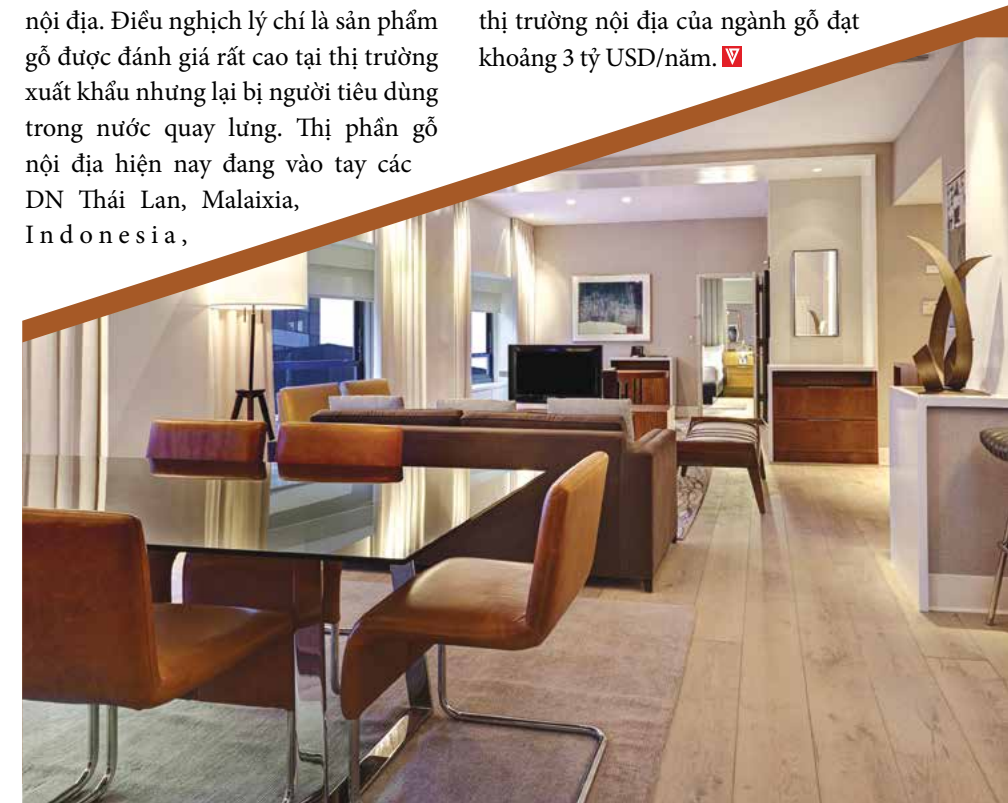 nội địa. Điều nghịch lý chí là sản phẩm
gỗ được đánh giá rất cao tại thị trường
xuất khẩu nhưng lại bị người tiêu dùng
trong nước quay lưng. Thị phần gỗ
nội địa hiện nay đang vào tay các
DN Thái Lan, Malaixia,
Indonesia,
thị trường nội địa của ngành gỗ đạt
khoảng 3 tỷ USD/năm.